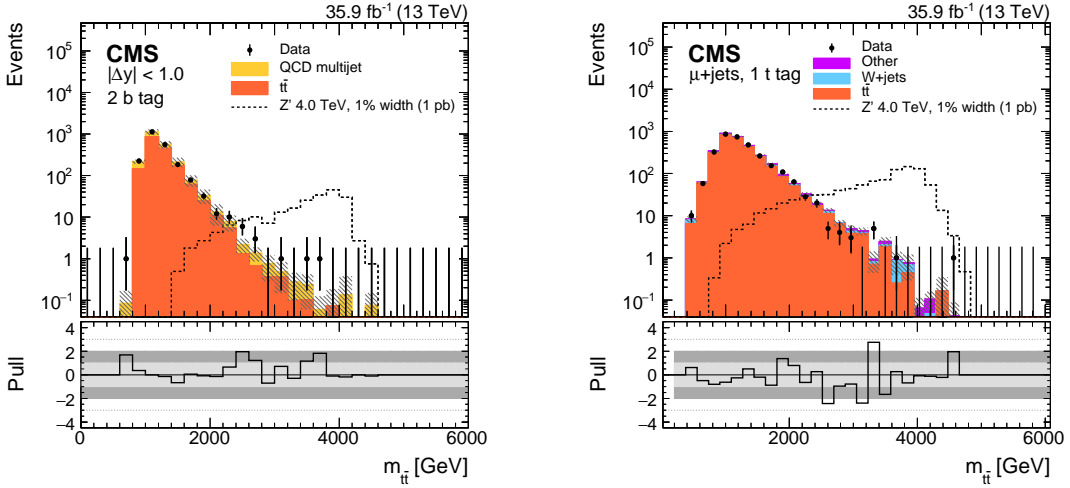 35.9 fb⁻¹ (13 TeV)
Events
10⁵
10⁴
10³
10²
10
1
10⁻¹
CMS
|Δy| < 1.0
2 b tag
Data
QCD multijet
tt̄
Z' 4.0 TeV, 1% width (1 pb)
Pull
4
2
0
−2
−4
0
2000
4000
6000
m_tt̄ [GeV]
35.9 fb⁻¹ (13 TeV)
Events
10⁵
10⁴
10³
10²
10
1
10⁻¹
CMS
μ+jets, 1 t tag
Data
Other
W+jets
tt̄
Z' 4.0 TeV, 1% width (1 pb)
Pull
4
2
0
−2
−4
2000
4000
6000
m_tt̄ [GeV]